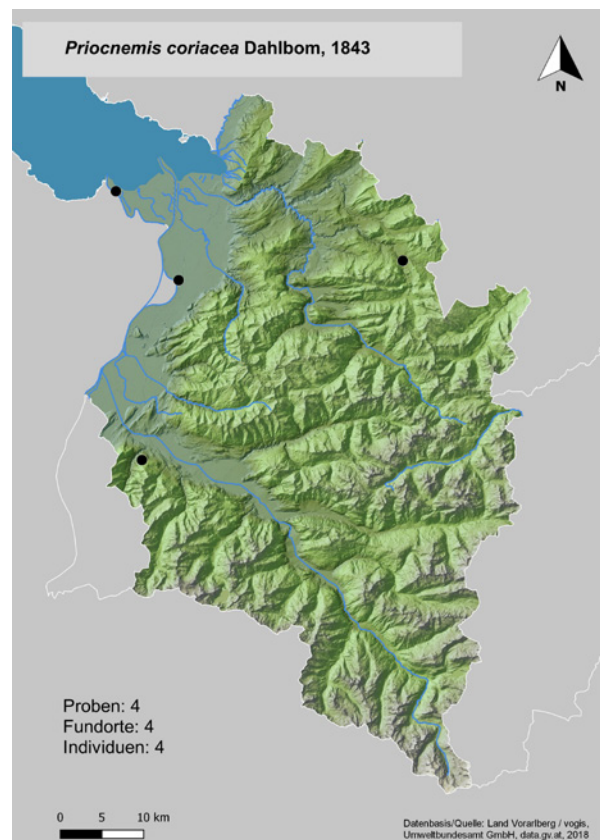 Priocnemis coriacea Dahlbom, 1843
N
Proben: 4
Fundorte: 4
Individuen: 4
0 5 10 km
Datenbasis/Quelle: Land Vorarlberg / vogis,
Umweltbundesamt GmbH, data.gv.at, 2018